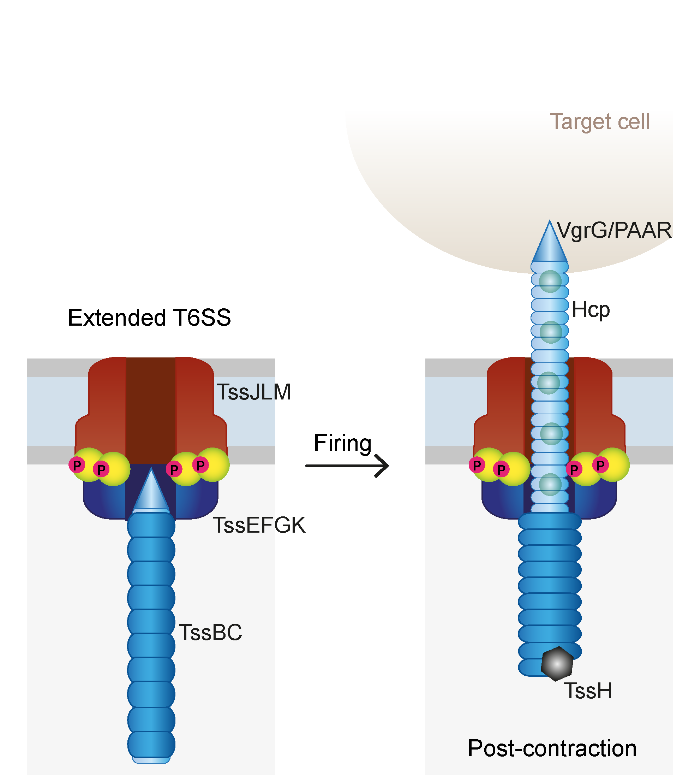 Target cell
VgrG/PAAR
Hcp
Extended T6SS
TssJLM
Firing
P P P P
P P P P
TssEFGK
TssBC
TssH
Post-contraction